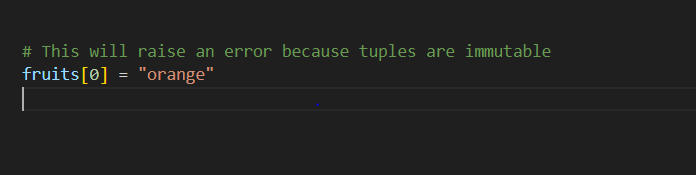 # This will raise an error because tuples are immutable
fruits[0] = "orange"